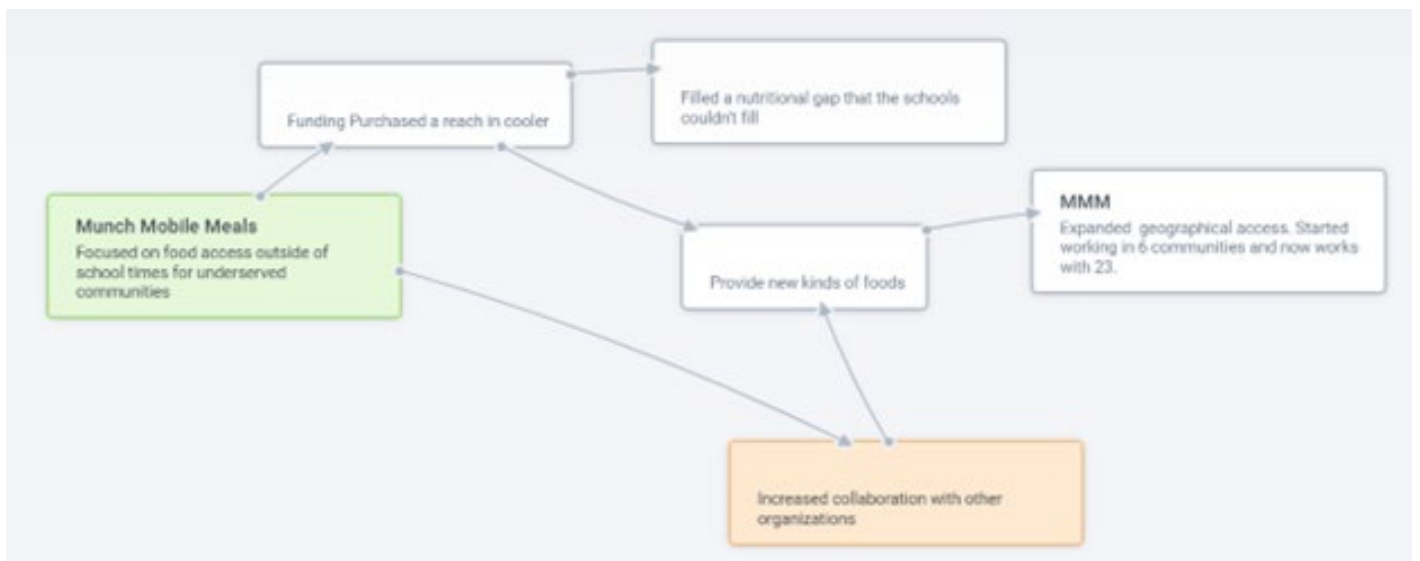 Filled a nutritional gap that the schools
couldn't fill
Funding Purchased a reach in cooler
MMM
Expanded geographical access. Started
working in 6 communities and now works
with 23.
Munch Mobile Meals
Focused on food access outside of
school times for underserved
communities
Provide new kinds of foods
Increased collaboration with other
organizations